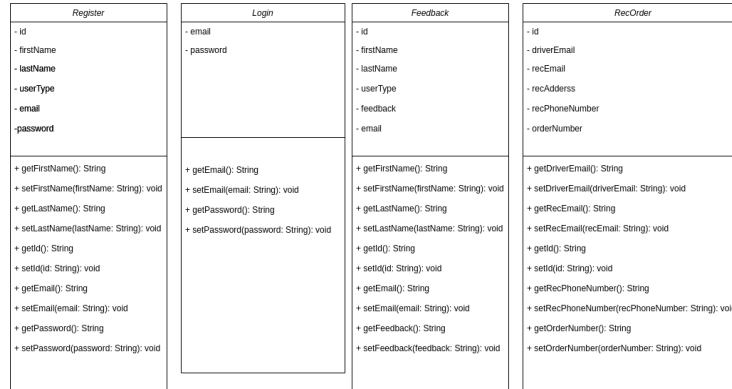 Register
- id
- firstName
- lastName
- userType
- email
-password
+ getFirstName(): String
+ setFirstName(firstName: String): void
+ getLastName(): String
+ setLastName(lastName: String): void
+ getId(): String
+ setId(id: String): void
+ getEmail(): String
+ setEmail(email: String): void
+ getPassword(): String
+ setPassword(password: String): void
Login
- email
- password
+ getEmail(): String
+ setEmail(email: String): void
+ getPassword(): String
+ setPassword(password: String): void
Feedback
- id
- firstName
- lastName
- userType
- feedback
- email
+ getFirstName(): String
+ setFirstName(firstName: String): void
+ getLastName(): String
+ setLastName(lastName: String): void
+ getId(): String
+ setId(id: String): void
+ getEmail(): String
+ setEmail(email: String): void
+ getFeedback(): String
+ setFeedback(feedback: String): void
RecOrder
- id
- driverEmail
- recEmail
- recAdderss
- recPhoneNumber
- orderNumber
+ getDriverEmail(): String
+ setDriverEmail(driverEmail: String): void
+ getRecEmail(): String
+ setRecEmail(recEmail: String): void
+ getId(): String
+ setId(id: String): void
+ getRecPhoneNumber(): String
+ setRecPhoneNumber(recPhoneNumber: String): void
+ getOrderNumber(): String
+ setOrderNumber(orderNumber: String): void